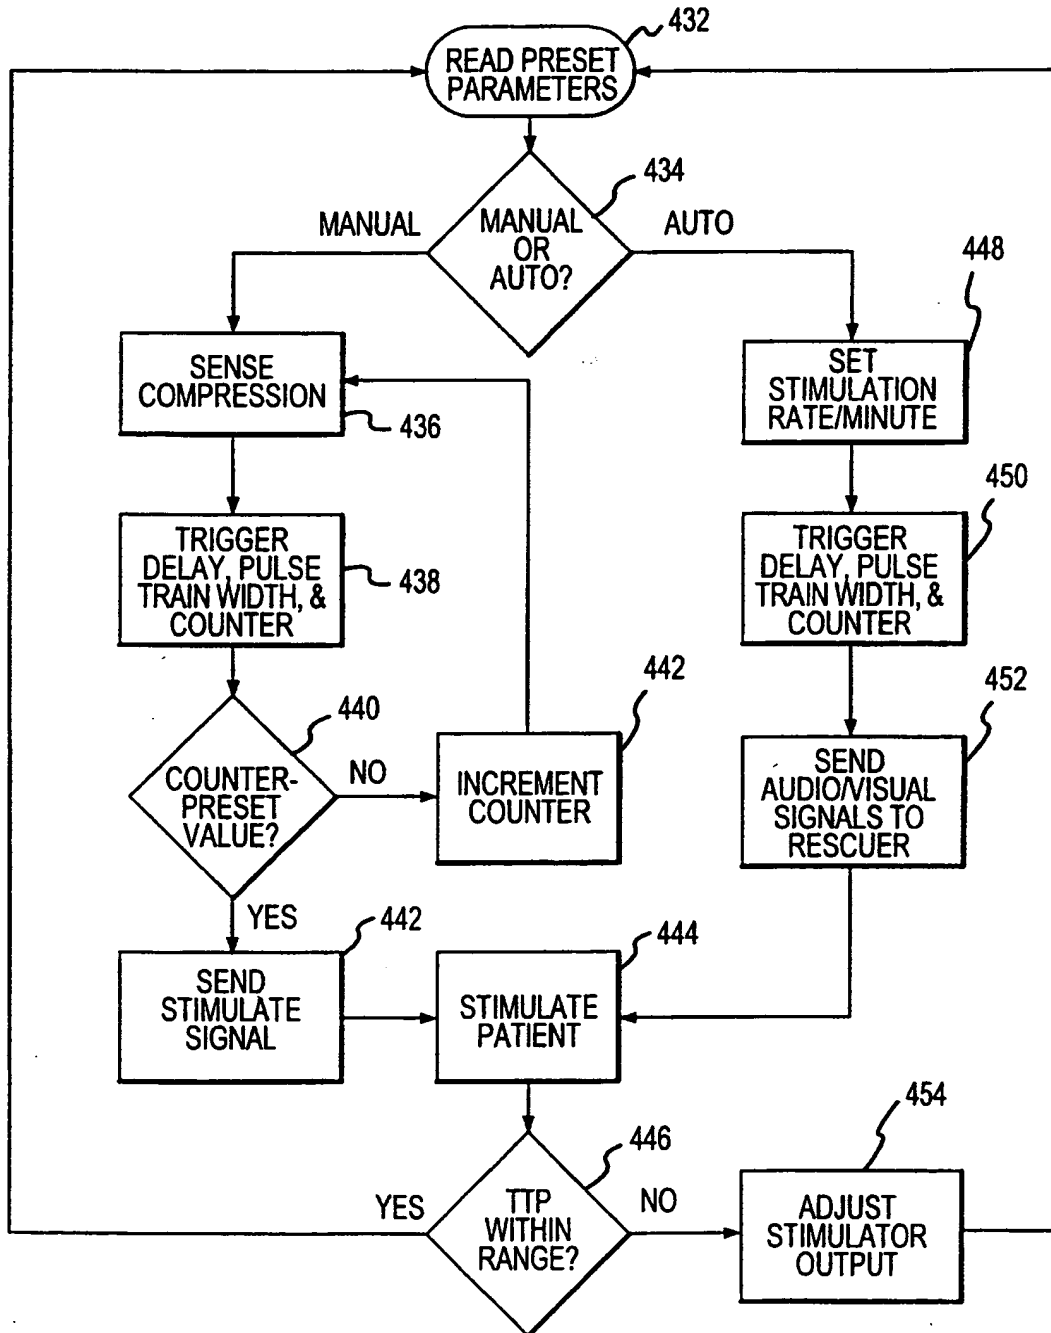 432
READ PRESET
PARAMETERS
434
MANUAL
OR
AUTO?
MANUAL
AUTO
448
SENSE
COMPRESSION
436
SET
STIMULATION
RATE/MINUTE
450
TRIGGER
DELAY, PULSE
TRAIN WIDTH, &
COUNTER
438
TRIGGER
DELAY, PULSE
TRAIN WIDTH, &
COUNTER
440
COUNTER-
PRESET
VALUE?
NO
442
INCREMENT
COUNTER
452
SEND
AUDIO/VISUAL
SIGNALS TO
RESCUER
YES
442
SEND
STIMULATE
SIGNAL
444
STIMULATE
PATIENT
446
TTP
WITHIN
RANGE?
YES
NO
454
ADJUST
STIMULATOR
OUTPUT